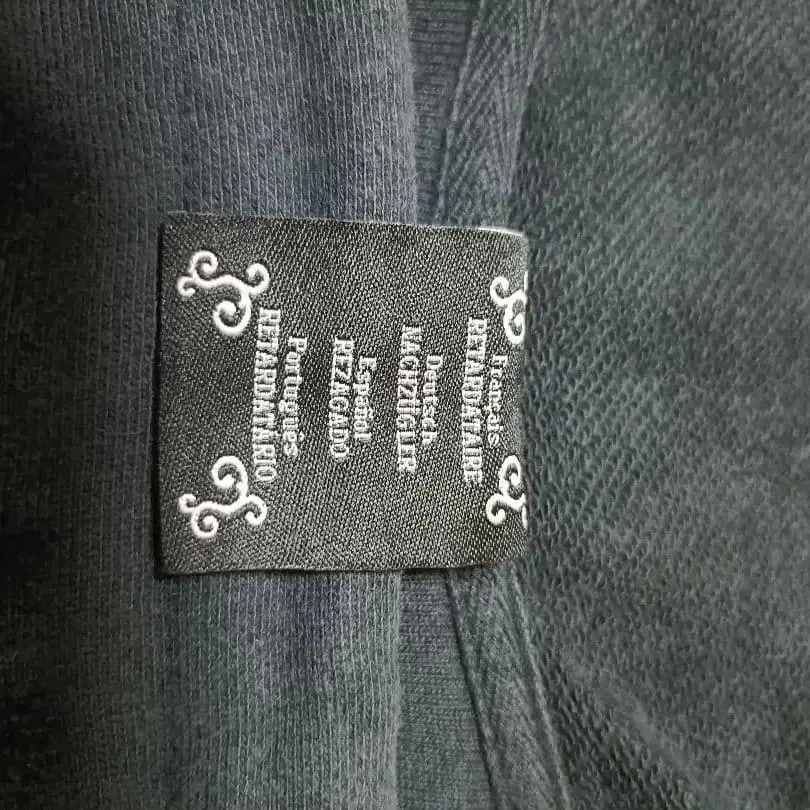 Français
RETARDATAIRE
Deutsch
NACHZÜGLER
Español
REZAGADO
Português
RETARDATÁRIO